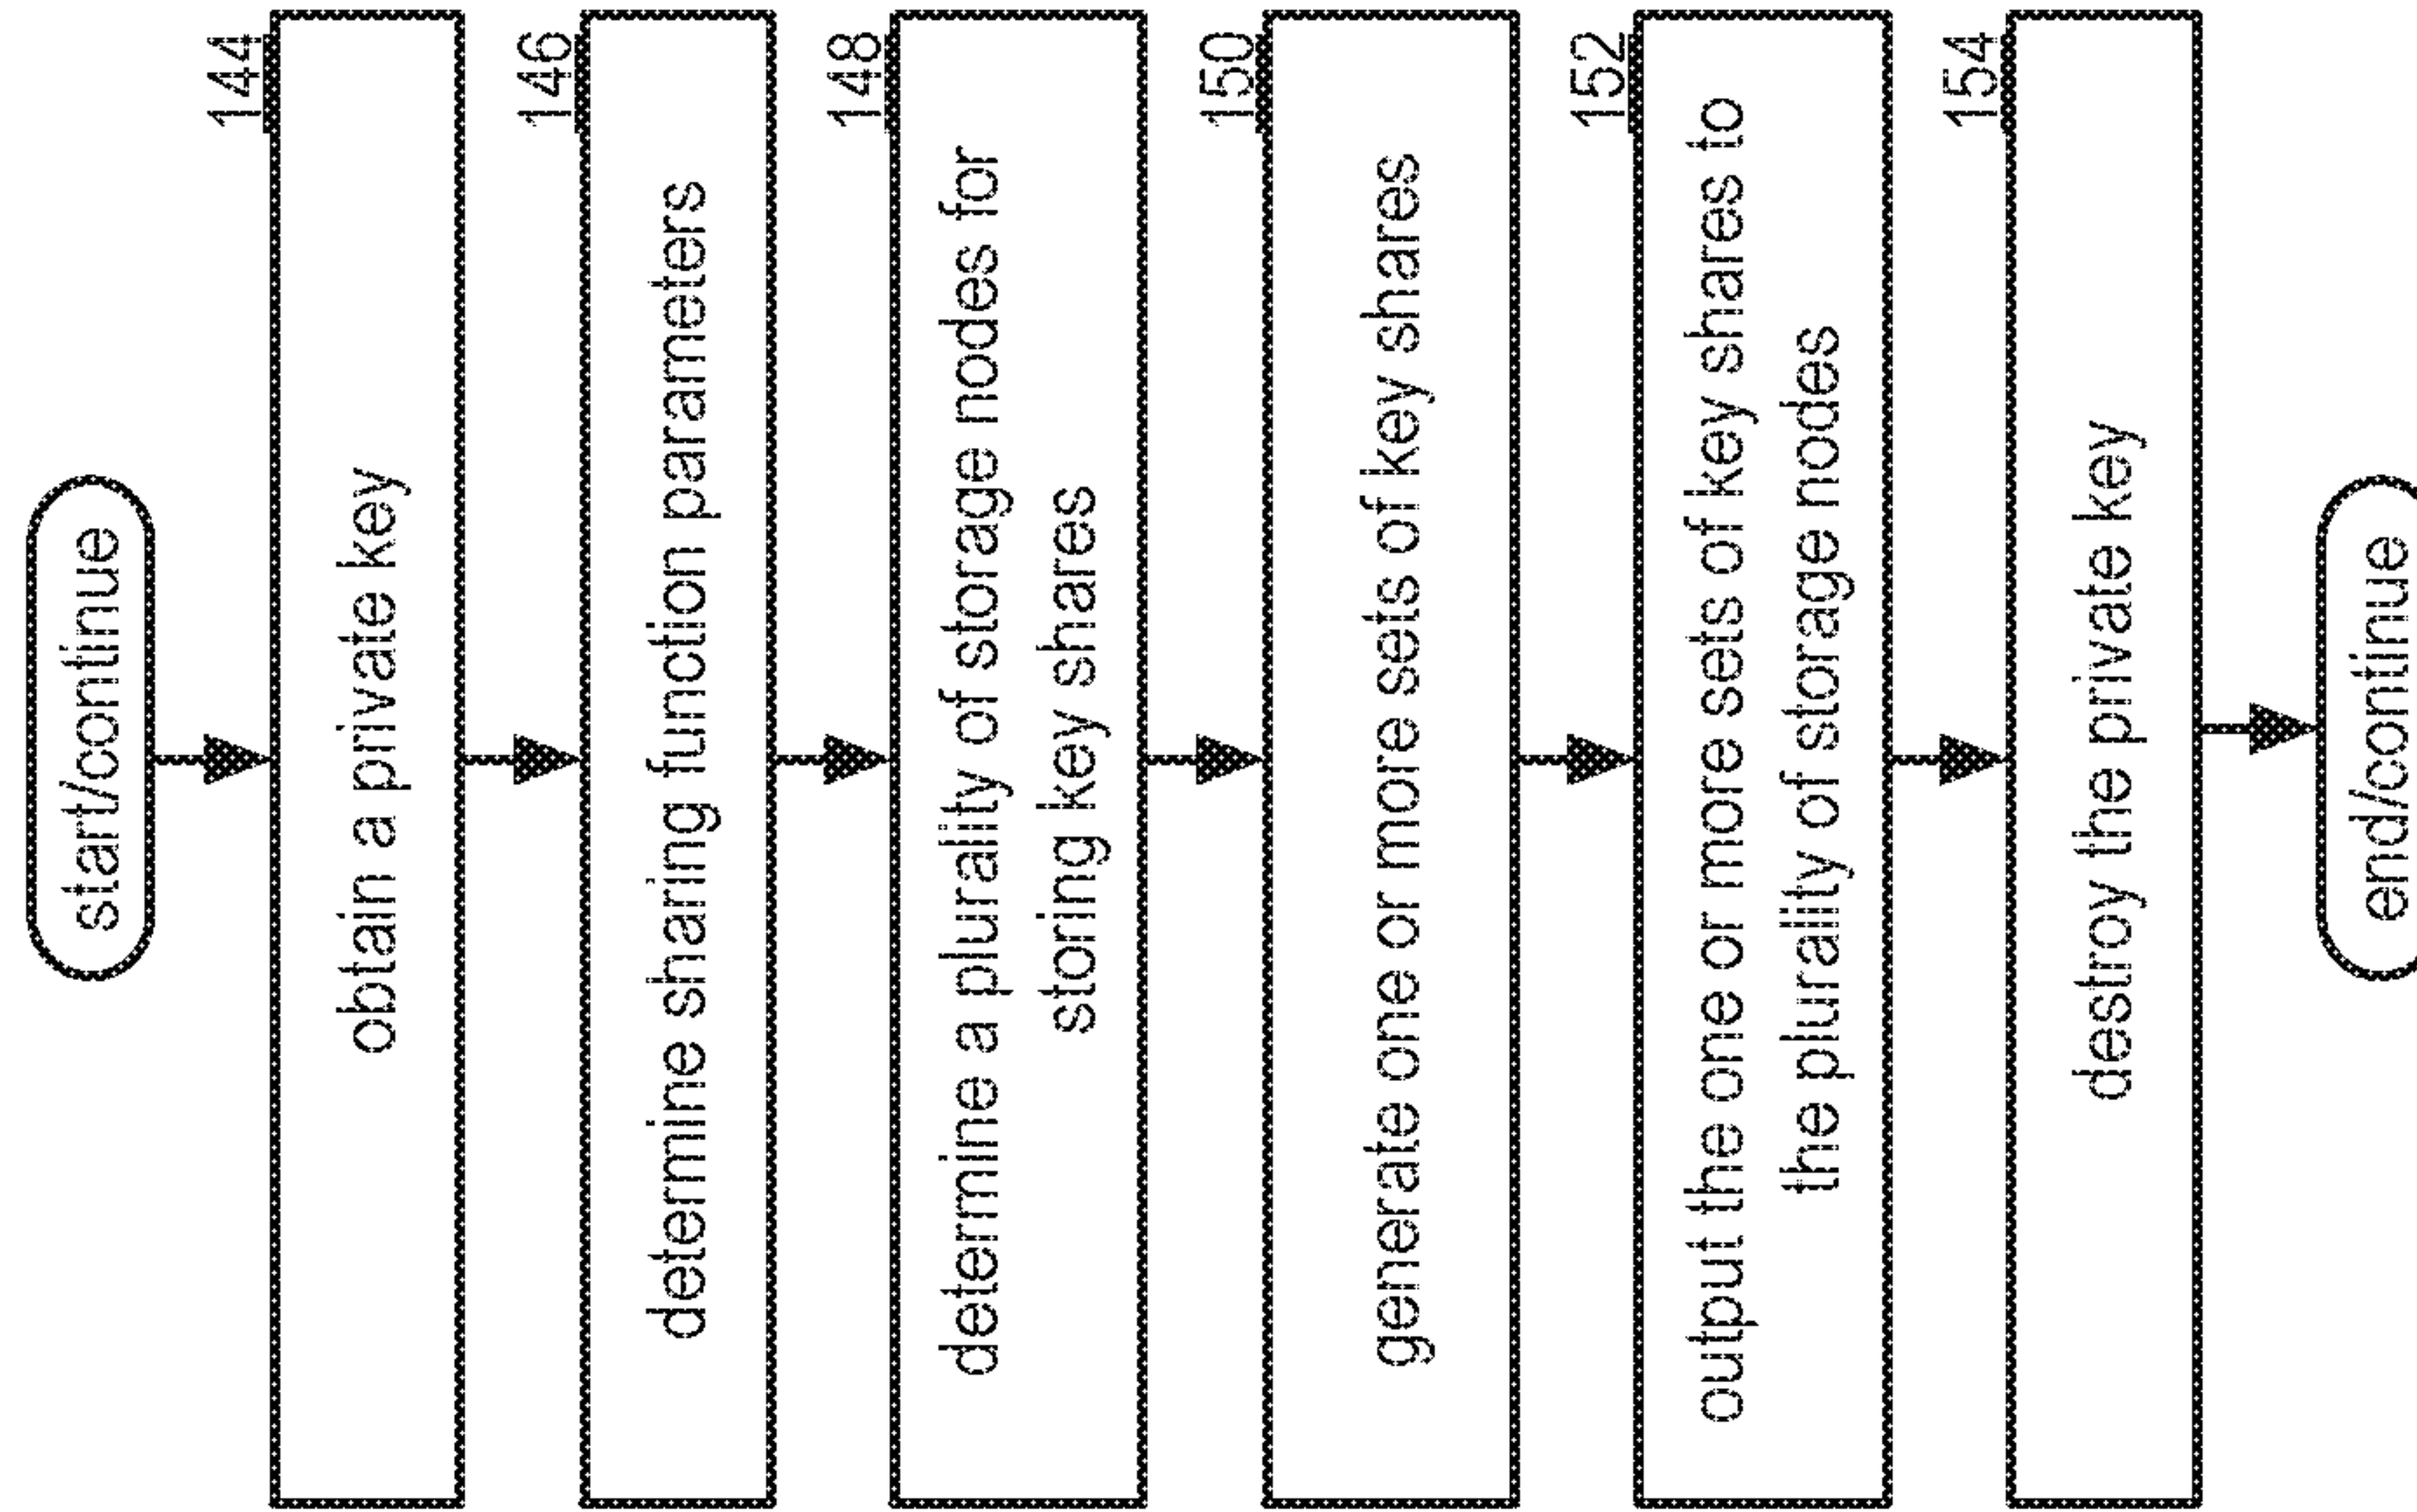 start/continue
144
obtain a private key
146
determine sharing function parameters
148
determine a plurality of storage nodes for
storing key shares
150
generate one or more sets of key shares
152
output the one or more sets of key shares to
the plurality of storage nodes
154
destroy the private key
end/continue